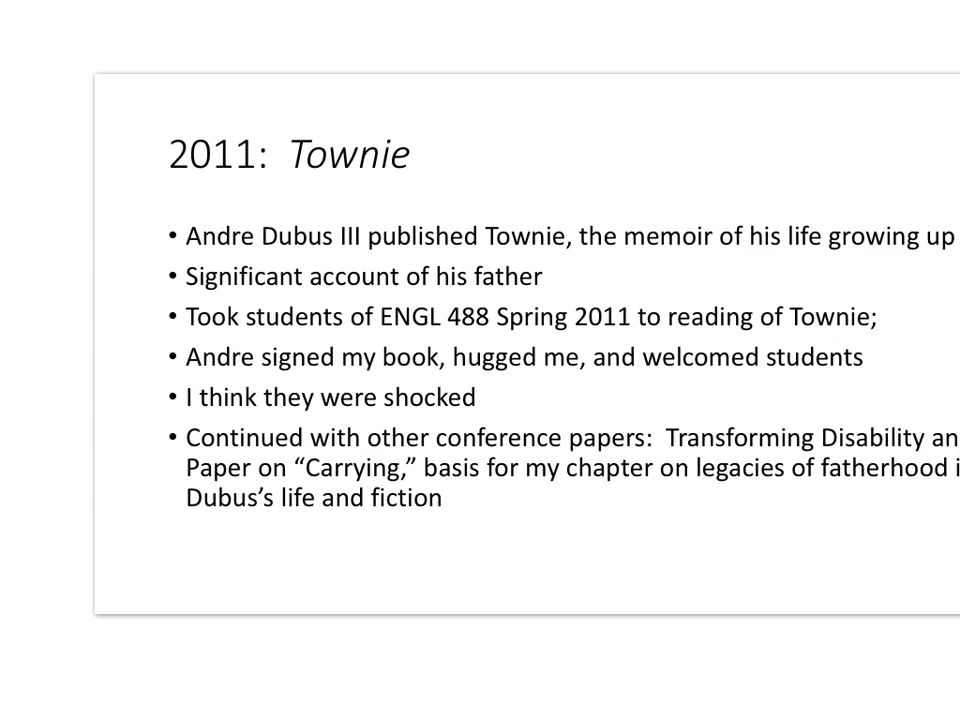 2011: Townie
• Andre Dubus III published Townie, the memoir of his life growing up
• Significant account of his father
• Took students of ENGL 488 Spring 2011 to reading of Townie;
• Andre signed my book, hugged me, and welcomed students
• I think they were shocked
• Continued with other conference papers: Transforming Disability
Paper on “Carrying,” basis for my chapter on legacies of fatherhood
Dubus’s life and fiction